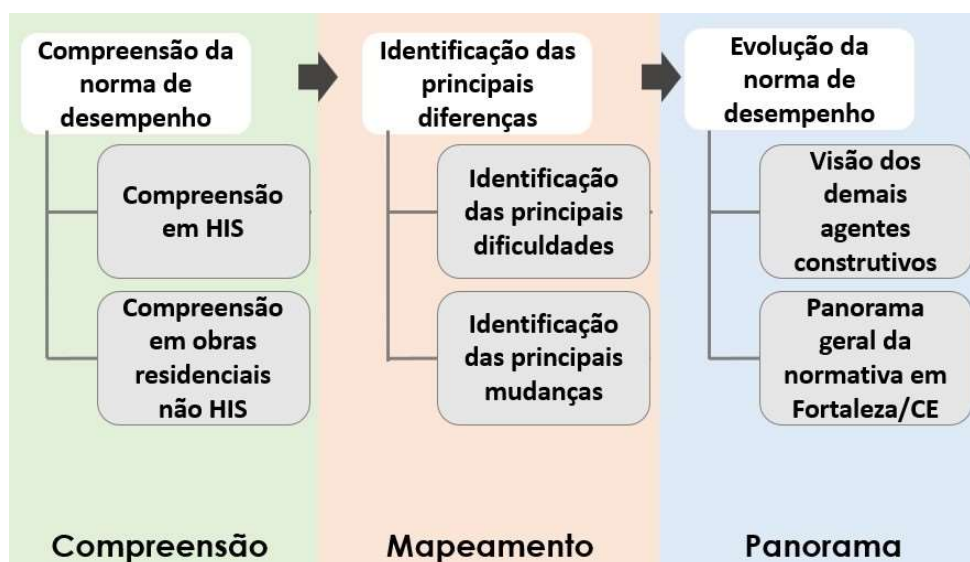 Compreensão da
norma de
desempenho
Compreensão
em HIS
Compreensão
em obras
residenciais
não HIS
Compreensão
Identificação das
principais
diferenças
Identificação
das principais
dificuldades
Identificação
das principais
mudanças
Mapeamento
Evolução da
norma de
desempenho
Visão dos
demais
agentes
construtivos
Panorama
geral da
normativa em
Fortaleza/CE
Panorama